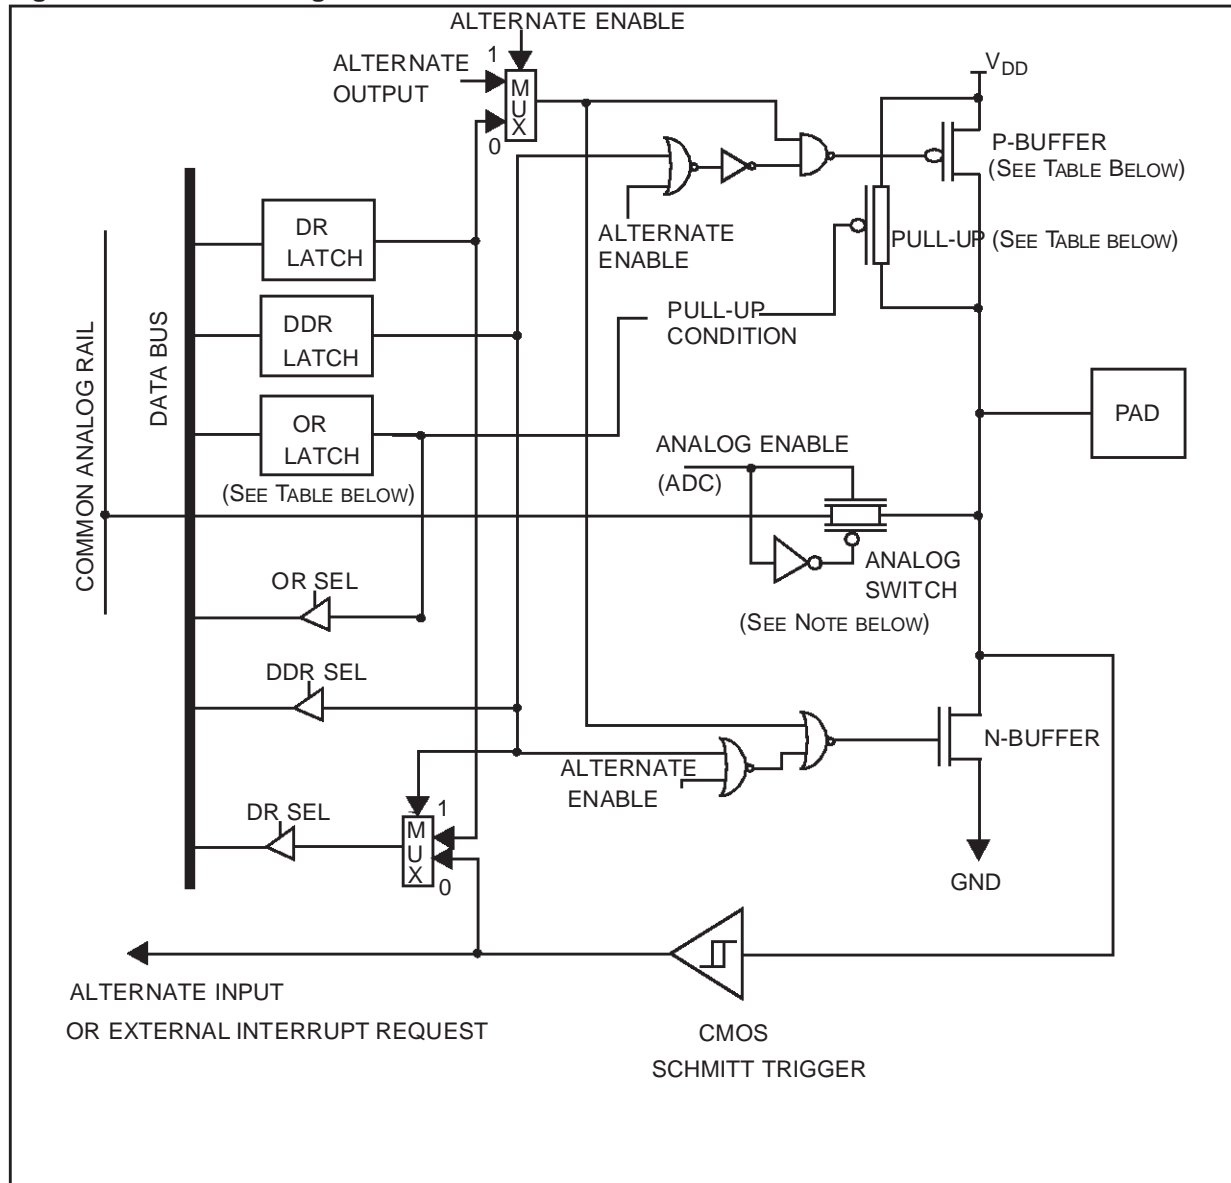 ALTERNATE ENABLE
1
ALTERNATE
OUTPUT
MUX
0
VDD
P-BUFFER
(SEE TABLE BELOW)
ALTERNATE
ENABLE
PULL-UP (SEE TABLE BELOW)
DR
LATCH
PULL-UP
CONDITION
DDR
LATCH
COMMON ANALOG RAIL
DATA BUS
OR
LATCH
(SEE TABLE BELOW)
PAD
ANALOG ENABLE
(ADC)
ANALOG
SWITCH
(SEE NOTE BELOW)
OR SEL
DDR SEL
N-BUFFER
ALTERNATE
ENABLE
DR SEL
1
MUX
0
GND
ALTERNATE INPUT
OR EXTERNAL INTERRUPT REQUEST
CMOS
SCHMITT TRIGGER